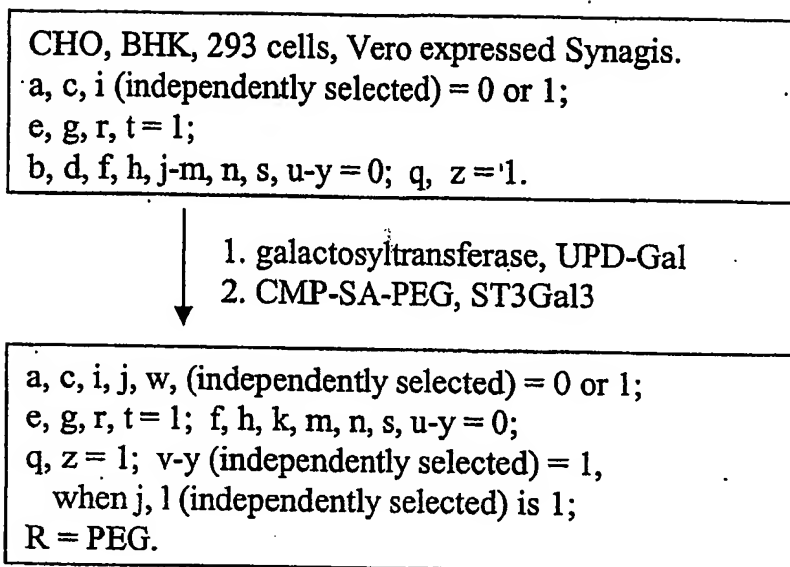 CHO, BHK, 293 cells, Vero expressed Synagis.
a, c, i (independently selected) = 0 or 1;
e, g, r, t = 1;
b, d, f, h, j-m, n, s, u-y = 0; q, z = 1.
1. galactosyltransferase, UPD-Gal
2. CMP-SA-PEG, ST3Gal3
a, c, i, j, w, (independently selected) = 0 or 1;
e, g, r, t = 1; f, h, k, m, n, s, u-y = 0;
q, z = 1; v-y (independently selected) = 1,
when j, l (independently selected) is 1;
R = PEG.